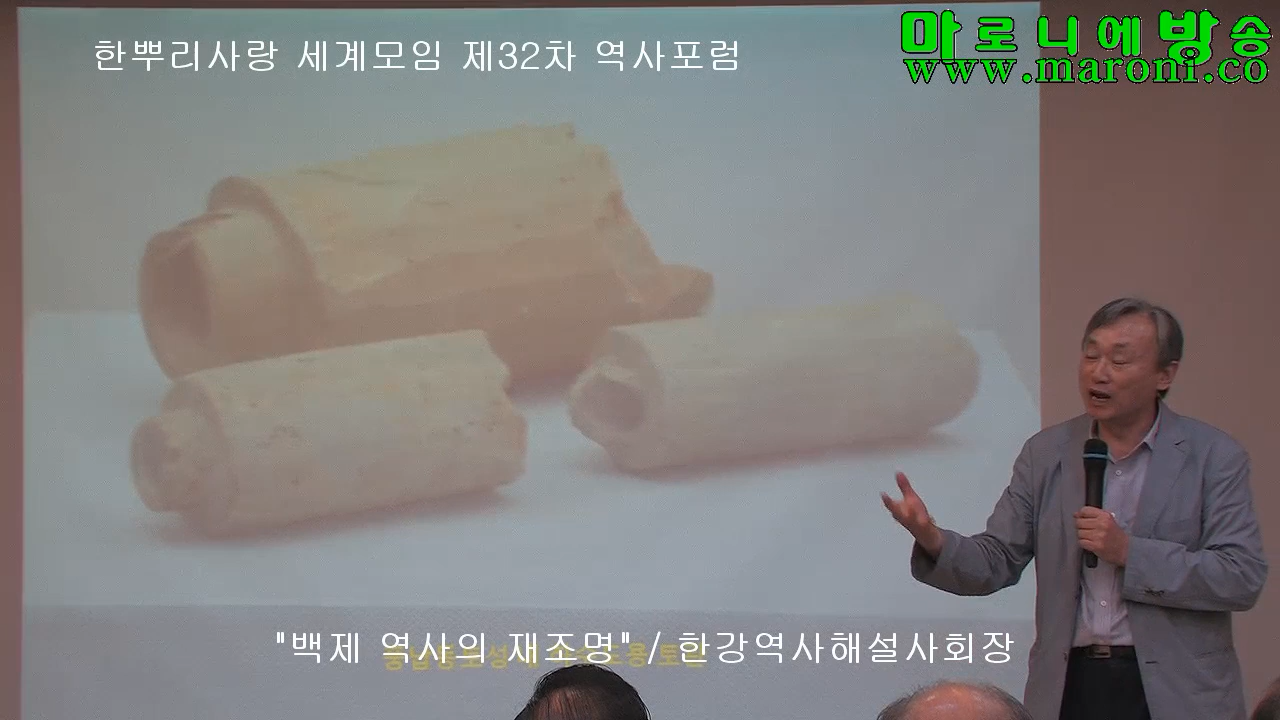 한뿌리사랑 세계모임 제32차 역사포럼
마로니에방송
www.maroni.co
"백제 역사의 재조명" / 한강역사해설사회장